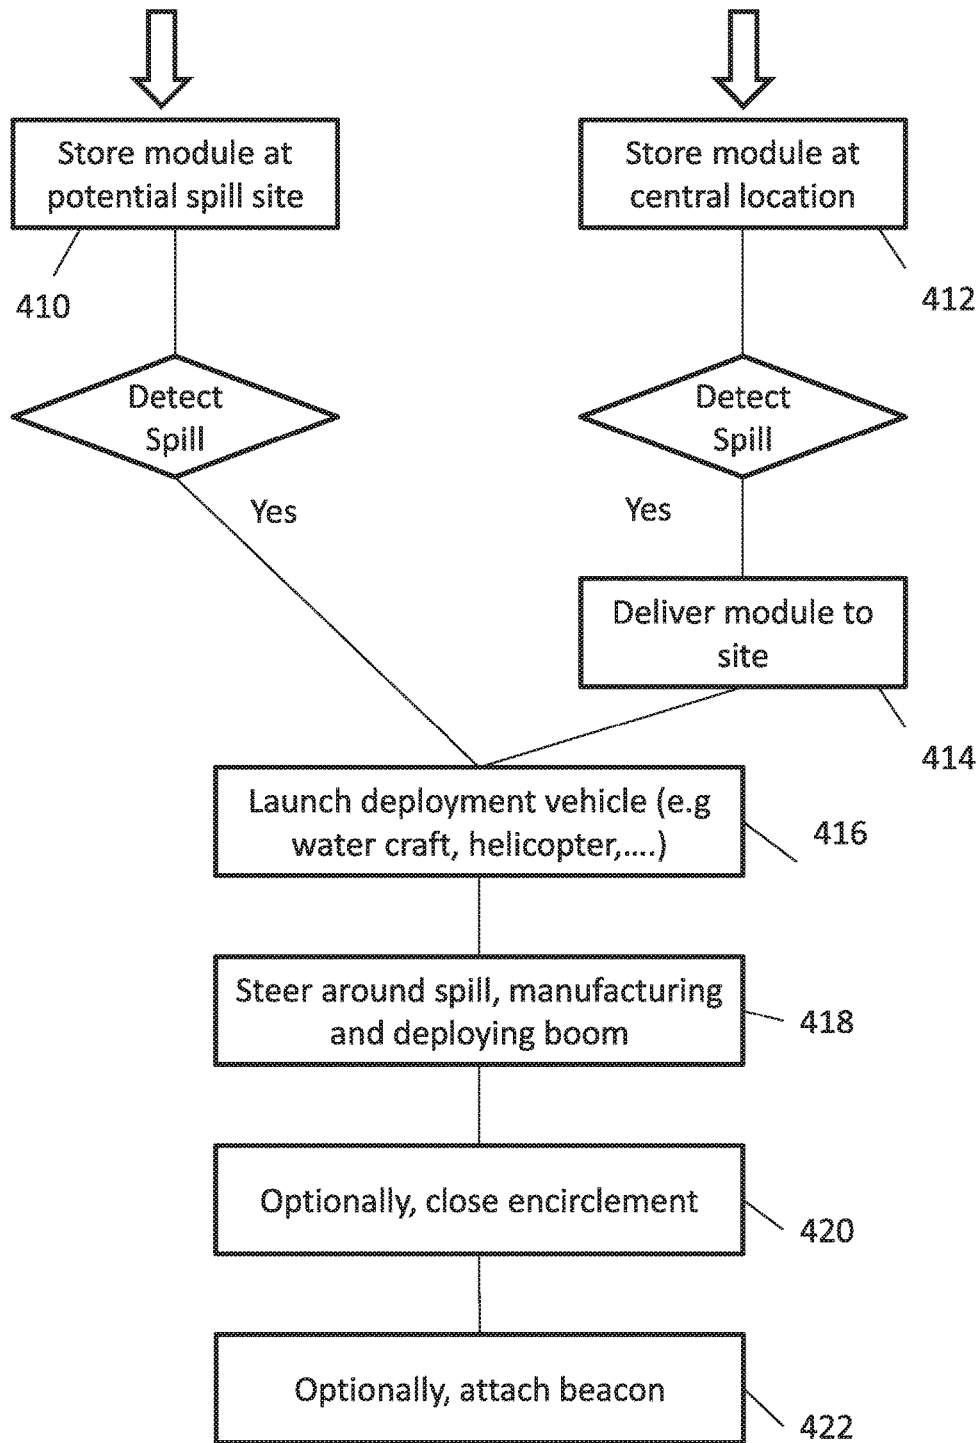 Store module at
potential spill site
410
Store module at
central location
412
Detect
Spill
Yes
Detect
Spill
Yes
Deliver module to
site
414
Launch deployment vehicle (e.g
water craft, helicopter,....)
416
Steer around spill, manufacturing
and deploying boom
418
Optionally, close encirclement
420
Optionally, attach beacon
422